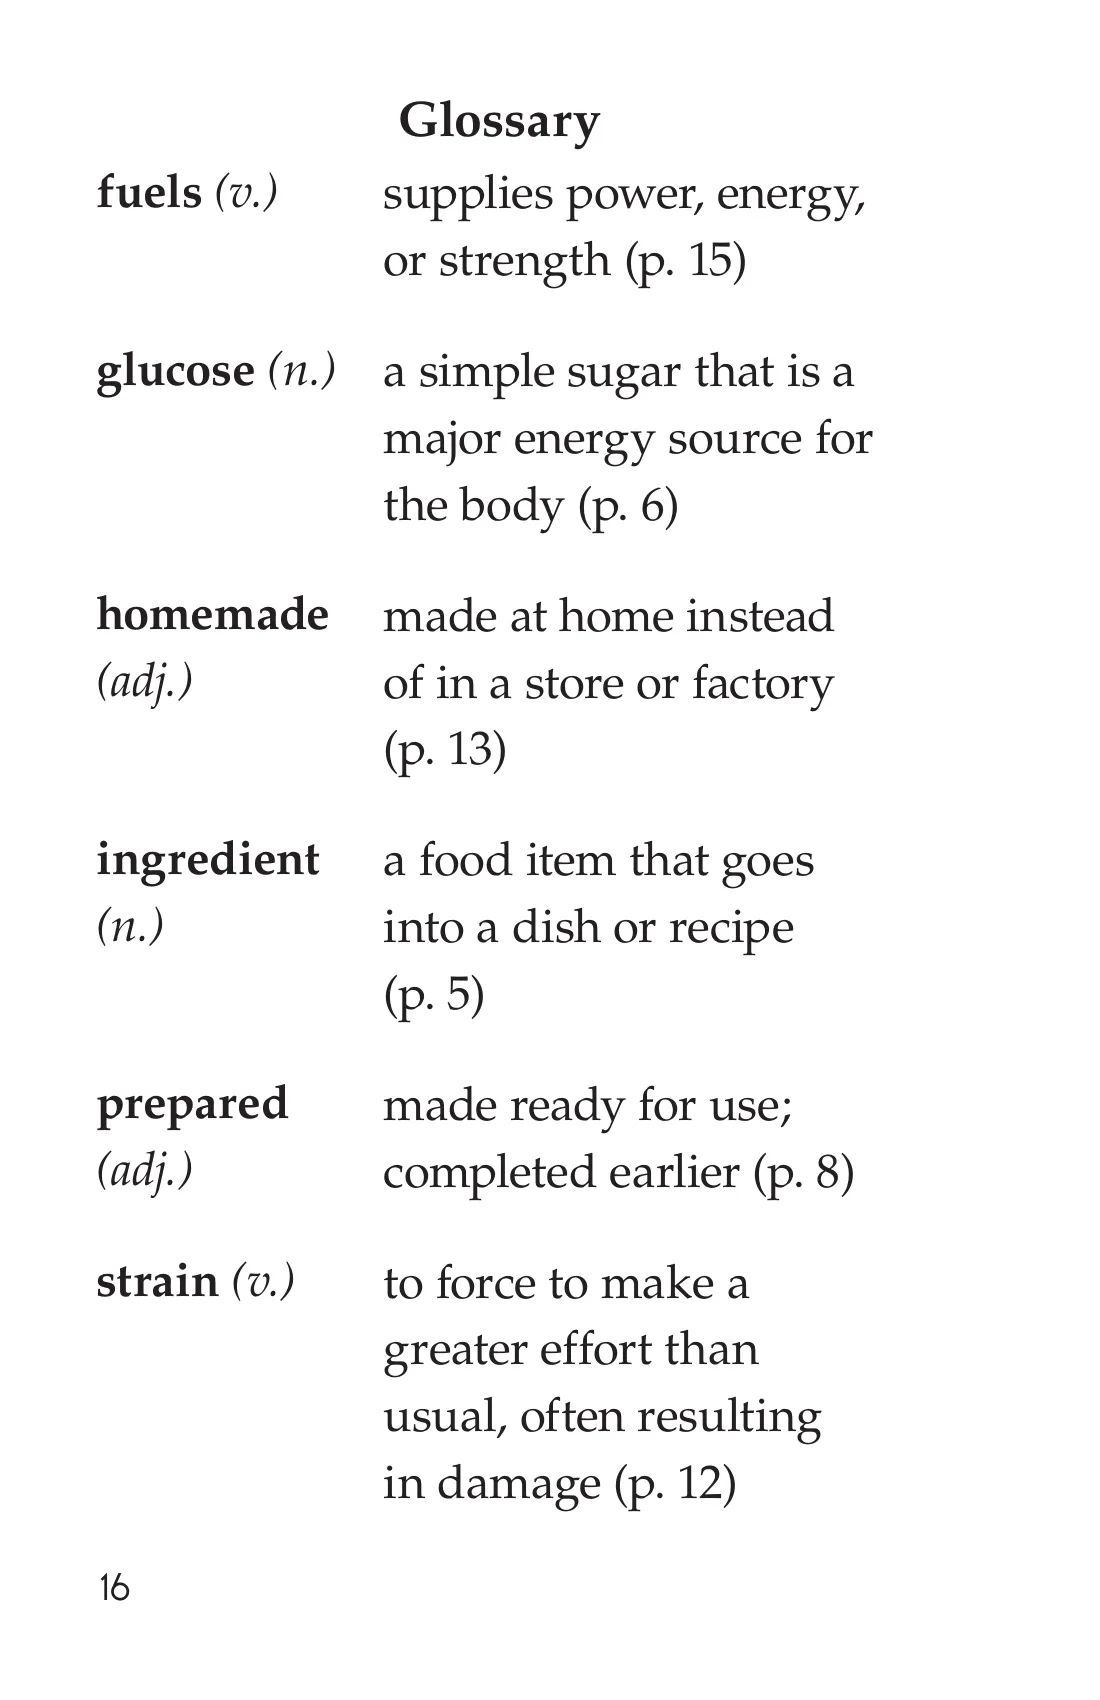 Glossary
fuels (v.) supplies power, energy,
or strength (p. 15)
glucose (n.) a simple sugar that is a
major energy source for
the body (p. 6)
homemade made at home instead
(adj.) of in a store or factory
(p. 13)
ingredient a food item that goes
(n.) into a dish or recipe
(p. 5)
prepared made ready for use;
(adj.) completed earlier (p. 8)
strain (v.) to force to make a
greater effort than
usual, often resulting
in damage (p. 12)
16